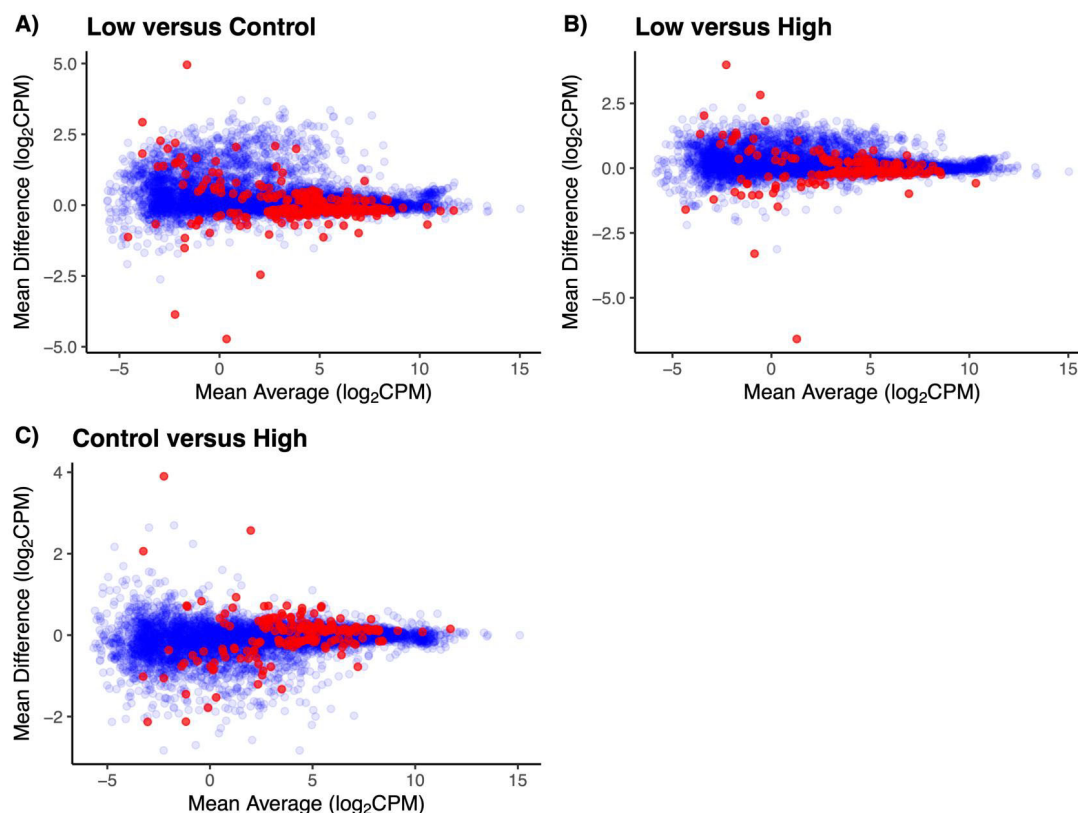 A) Low versus Control
Mean Difference (log₂CPM)
5.0
2.5
0.0
−2.5
−5.0
−5 0 5 10 15
Mean Average (log₂CPM)
B) Low versus High
Mean Difference (log₂CPM)
2.5
0.0
−2.5
−5.0
−5 0 5 10 15
Mean Average (log₂CPM)
C) Control versus High
Mean Difference (log₂CPM)
4
2
0
−2
−5 0 5 10 15
Mean Average (log₂CPM)